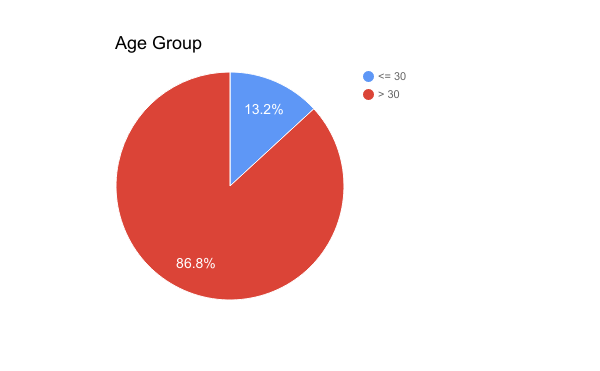 Age Group
<= 30
> 30
13.2%
86.8%